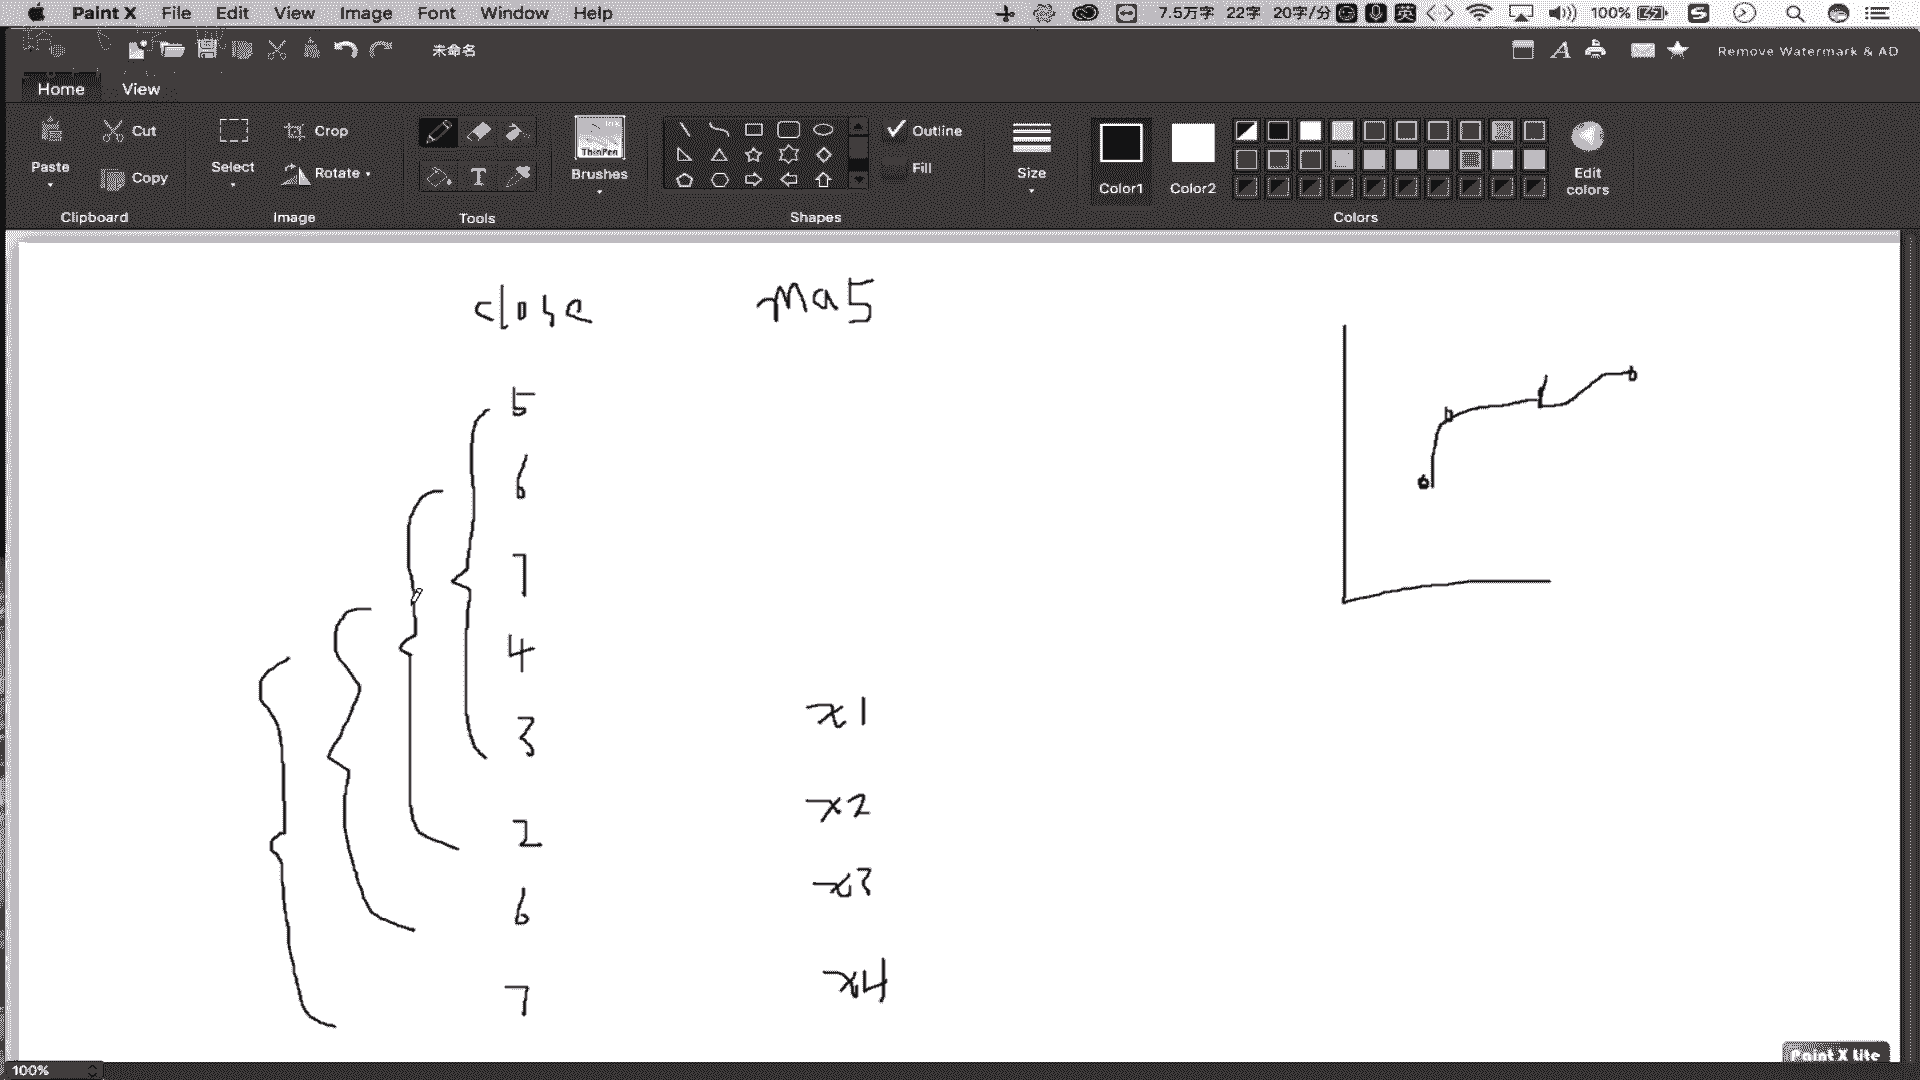 Paint X File Edit View Image Font Window Help 7.5万字 22字 20字/分 英 100%
未命名 Remove Watermark & AD
Home View
Paste Cut Copy Clipboard
Select Crop Rotate Image
T Tools
ThinPen Brushes
Shapes
Outline
Fill
Size
Color1 Color2
Colors
Edit colors
close ma5
5
6
7
4
3 x1
2 x2
6 x3
7 x4
Paint X lite
100%